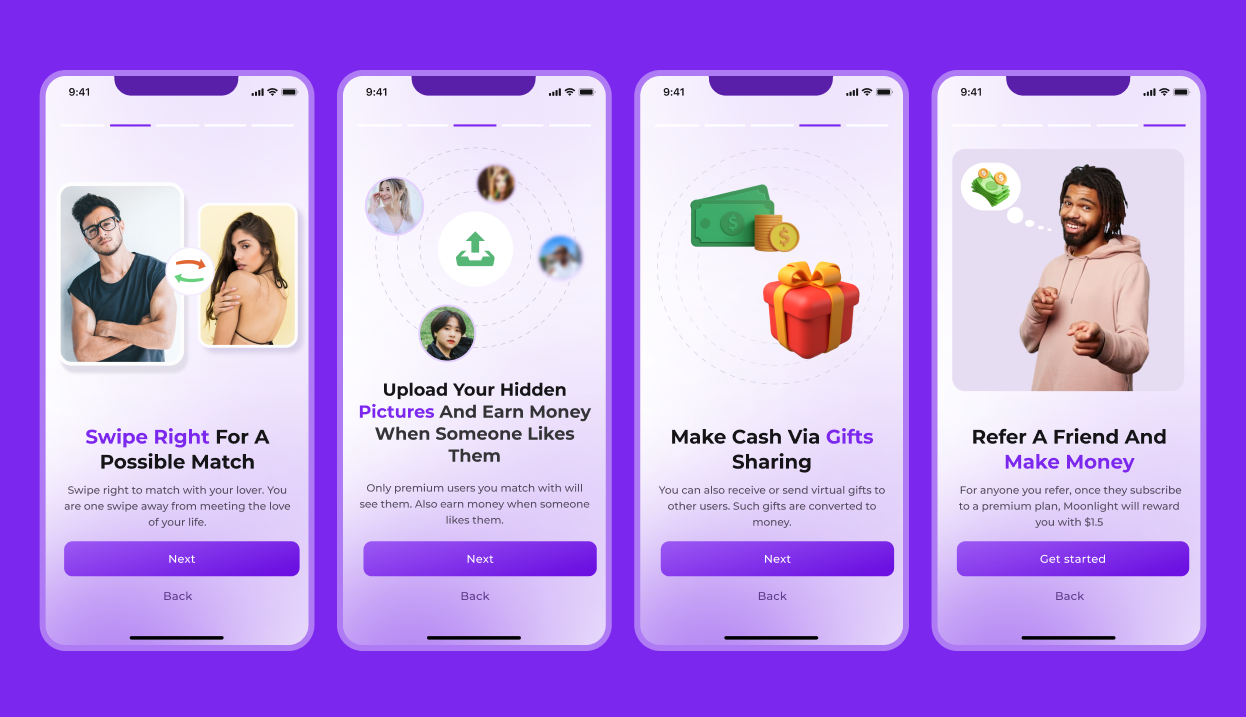 9:41
Swipe Right For A
Possible Match
Swipe right to match with your lover. You
are one swipe away from meeting the love
of your life.
Next
Back
9:41
Upload Your Hidden
Pictures And Earn Money
When Someone Likes
Them
Only premium users you match with will
see them. Also earn money when someone
likes them.
Next
Back
9:41
$
$
Make Cash Via Gifts
Sharing
You can also receive or send virtual gifts to
other users. Such gifts are converted to
money.
Next
Back
9:41
Refer A Friend And
Make Money
For anyone you refer, once they subscribe
to a premium plan, Moonlight will reward
you with $1.5
Get started
Back